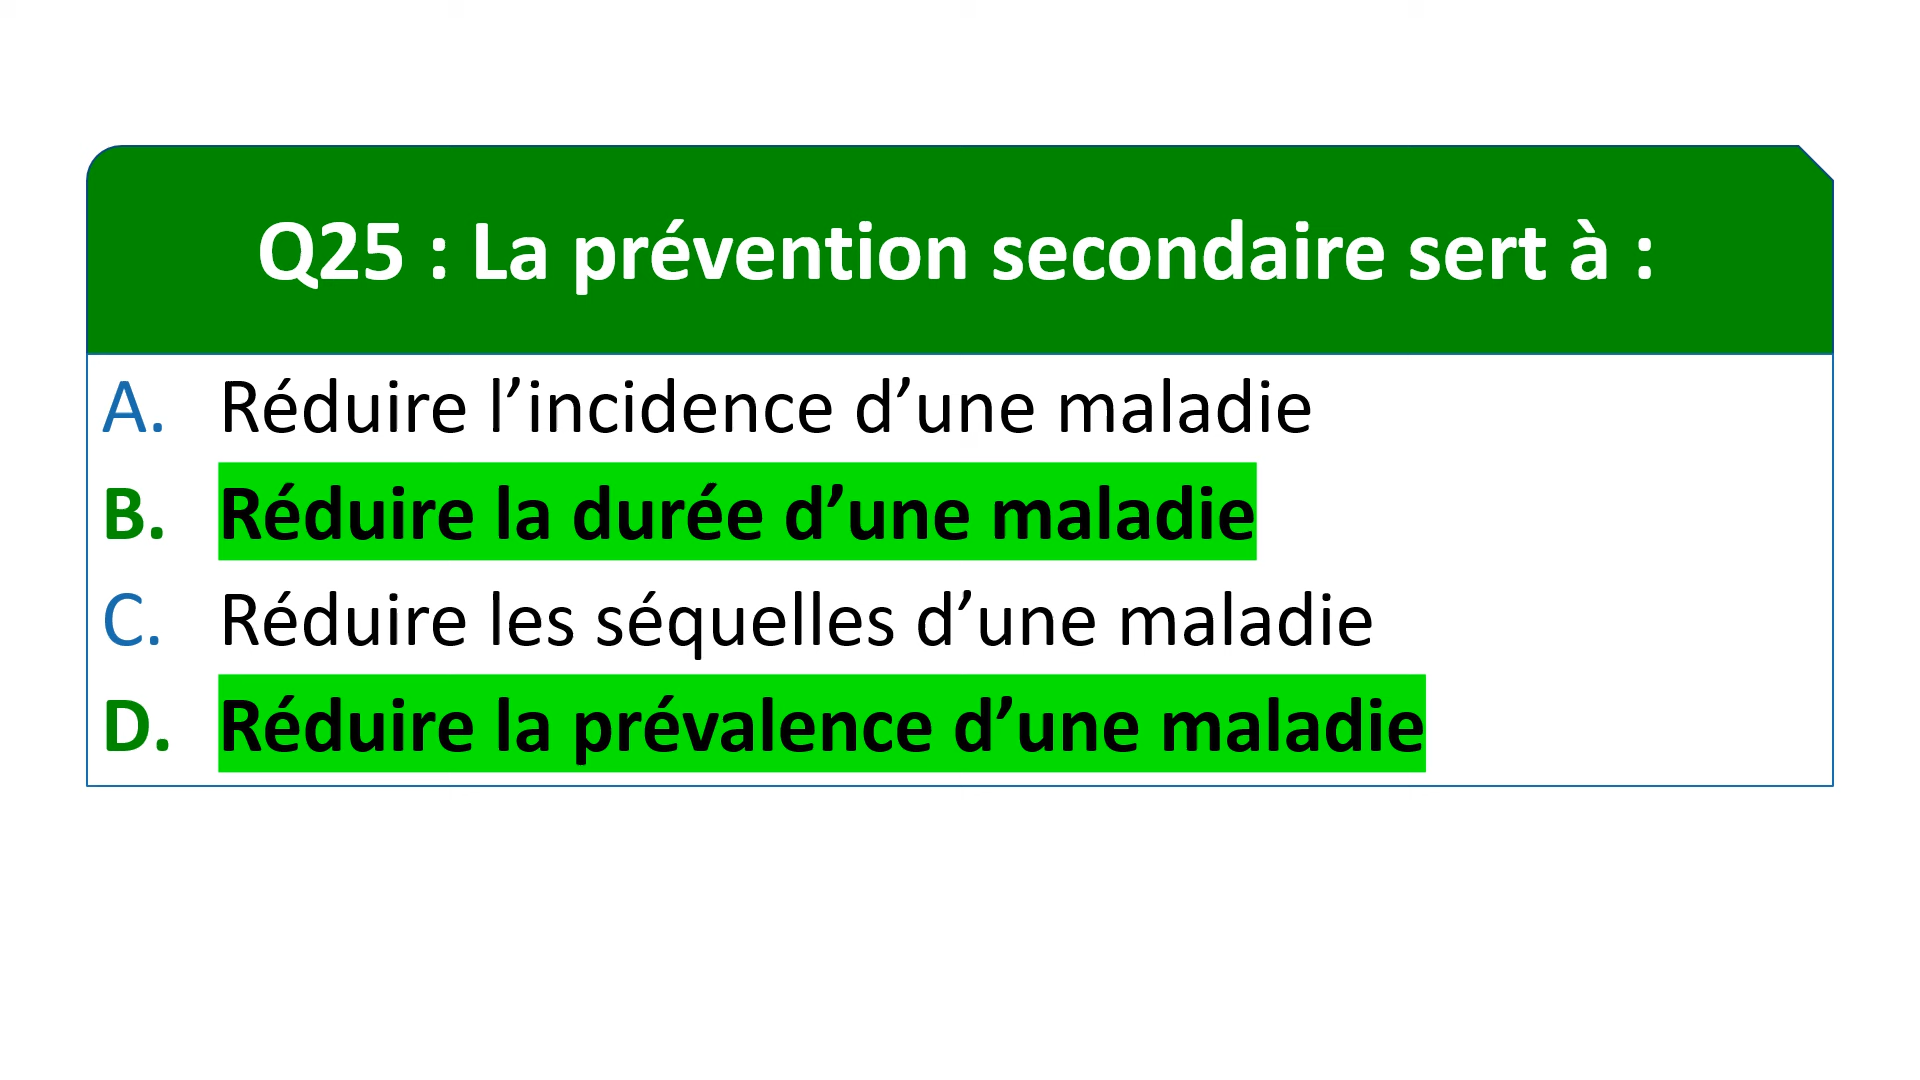 Q25 : La prévention secondaire sert à :
A. Réduire l’incidence d’une maladie
B. Réduire la durée d’une maladie
C. Réduire les séquelles d’une maladie
D. Réduire la prévalence d’une maladie